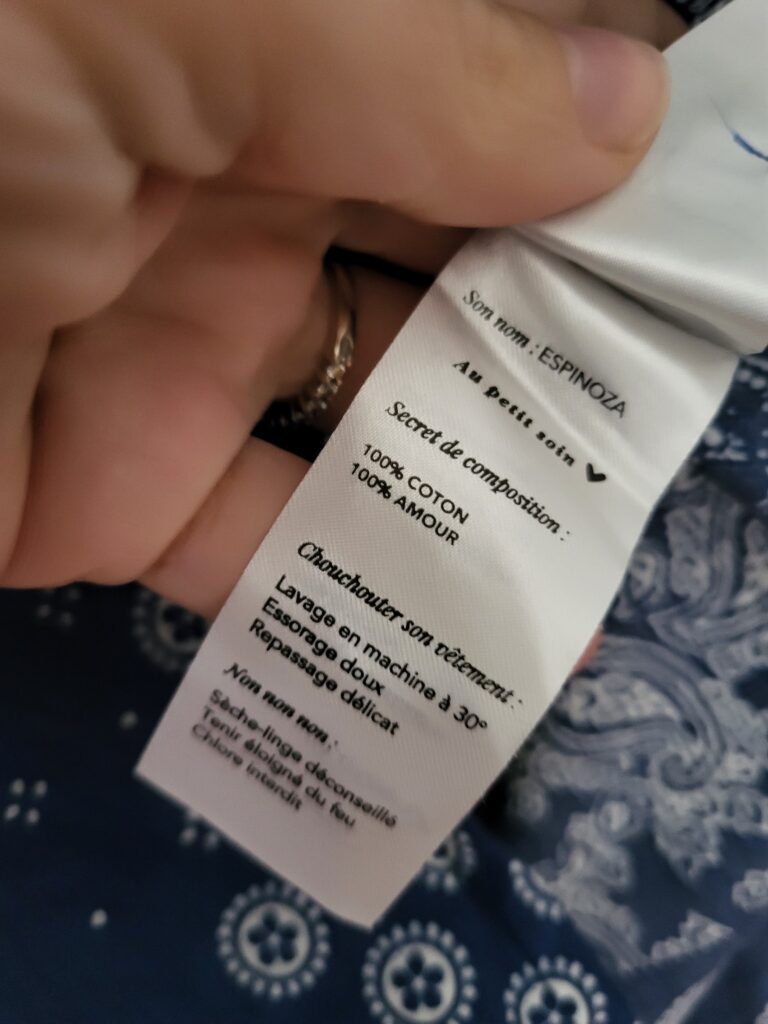 Son nom : ESPINOZA
Au petit soin ♥
Secret de composition :
100% COTON
100% AMOUR
Chouchouter son vêtement :
Lavage en machine à 30°
Essorage doux
Repassage délicat
Non non non :
Sèche-linge déconseillé
Tenir éloigné du feu
Chlore interdit